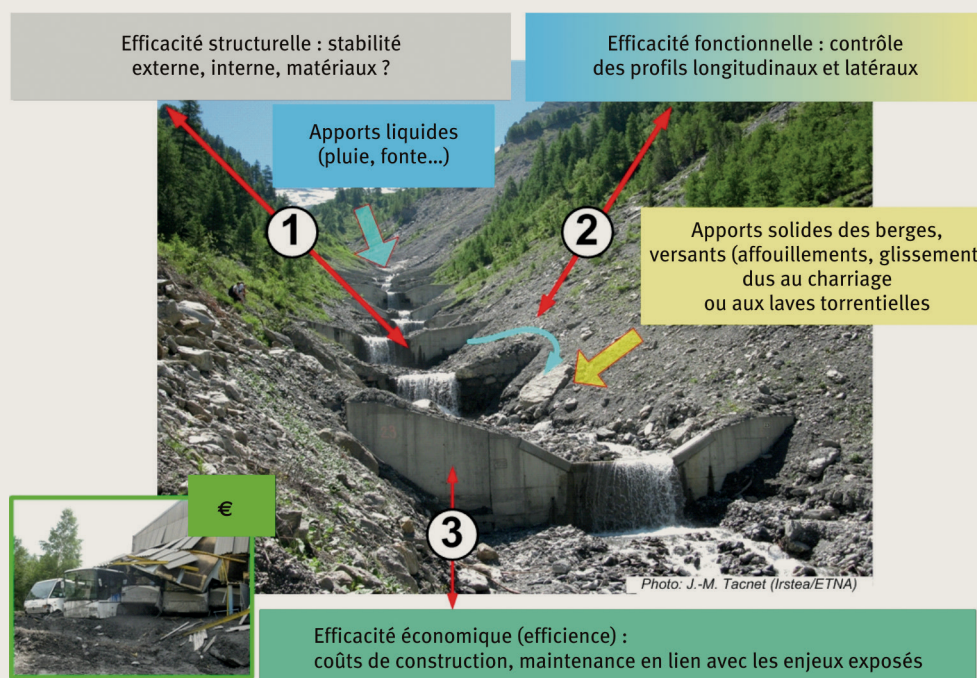 Efficacité structurelle : stabilité
externe, interne, matériaux ?
Efficacité fonctionnelle : contrôle
des profils longitudinaux et latéraux
Apports liquides
(pluie, fonte...)
1
2
Apports solides des berges,
versants (affouillements, glissement
dus au charriage
ou aux laves torrentielles
€
3
Photo: J.-M. Tacnet (Irstea/ETNA)
Efficacité économique (efficience) :
coûts de construction, maintenance en lien avec les enjeux exposés